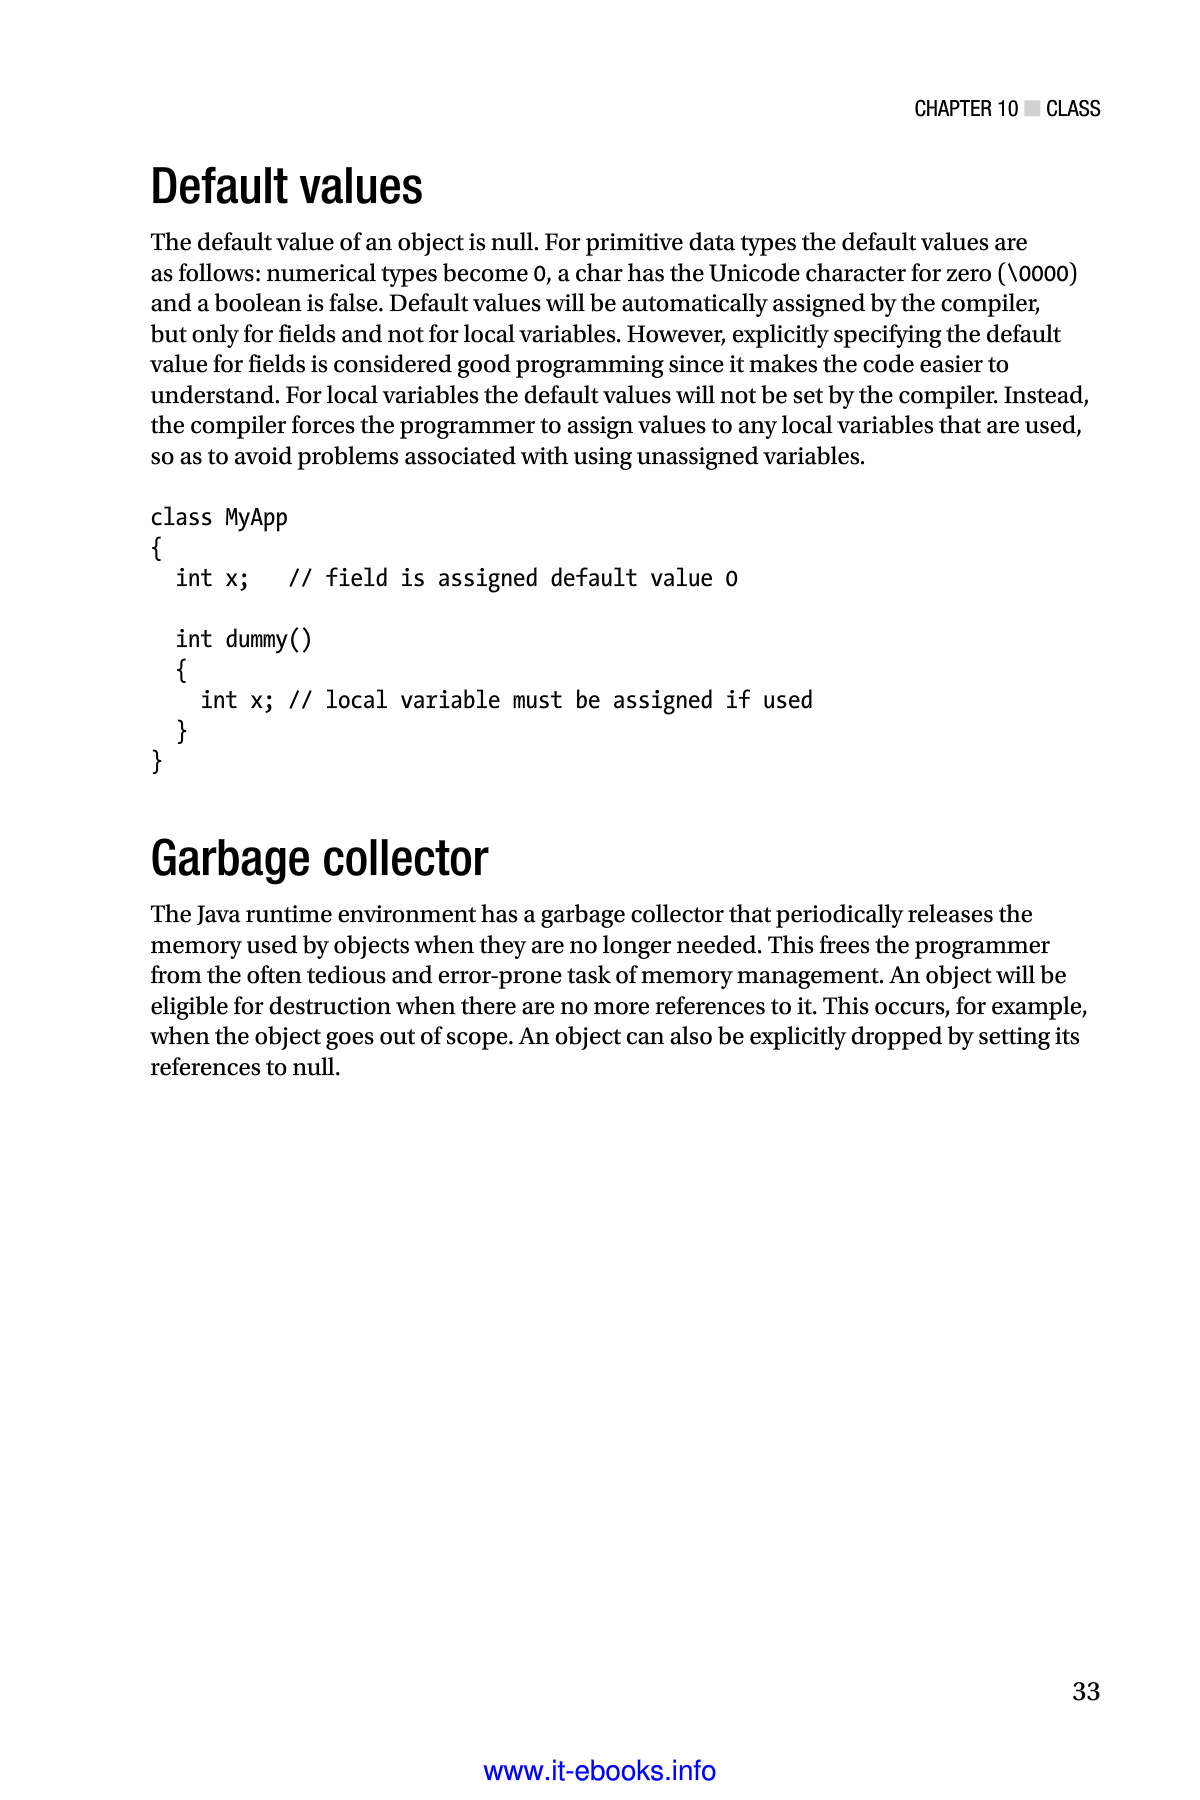 CHAPTER 10 ■ CLASS
Default values
The default value of an object is null. For primitive data types the default values are
as follows: numerical types become 0, a char has the Unicode character for zero (\0000)
and a boolean is false. Default values will be automatically assigned by the compiler,
but only for fields and not for local variables. However, explicitly specifying the default
value for fields is considered good programming since it makes the code easier to
understand. For local variables the default values will not be set by the compiler. Instead,
the compiler forces the programmer to assign values to any local variables that are used,
so as to avoid problems associated with using unassigned variables.
class MyApp
{
  int x;   // field is assigned default value 0
  int dummy()
  {
    int x; // local variable must be assigned if used
  }
}
Garbage collector
The Java runtime environment has a garbage collector that periodically releases the
memory used by objects when they are no longer needed. This frees the programmer
from the often tedious and error-prone task of memory management. An object will be
eligible for destruction when there are no more references to it. This occurs, for example,
when the object goes out of scope. An object can also be explicitly dropped by setting its
references to null.
33
www.it-ebooks.info